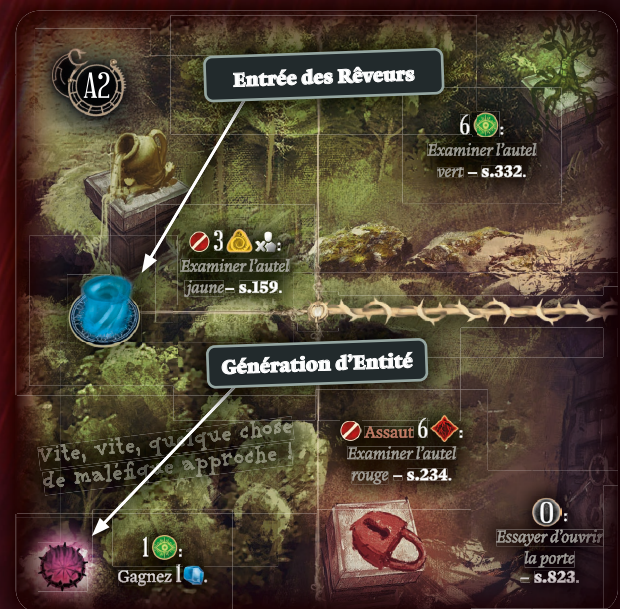 A2
Entrée des Rêveurs
6 :
Examiner l'autel
vert – s.332.
3 x :
Examiner l'autel
jaune– s.159.
Génération d'Entité
Vite, vite, quelque chose
de maléfique approche !
Assaut 6 :
Examiner l'autel
rouge – s.234.
0 :
Essayer d'ouvrir
la porte
– s.823.
1 :
Gagnez 1 .